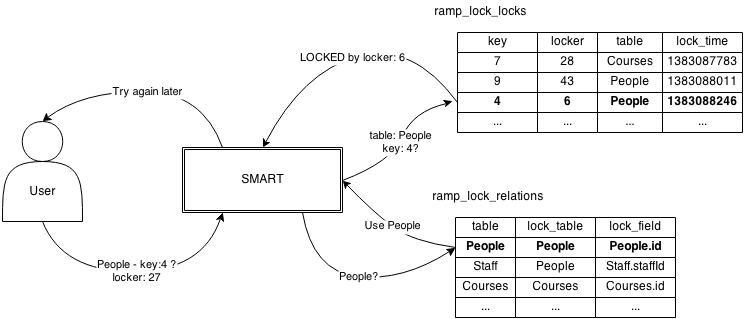 ramp_lock_locks
key locker table lock_time
7 28 Courses 1383087783
9 43 People 1383088011
4 6 People 1383088246
... ... ... ...
LOCKED by locker: 6
Try again later
table: People
key: 4?
User
SMART
ramp_lock_relations
table lock_table lock_field
People People People.id
Staff People Staff.staffId
Courses Courses Courses.id
... ... ...
Use People
People - key:4 ?
locker: 27
People?